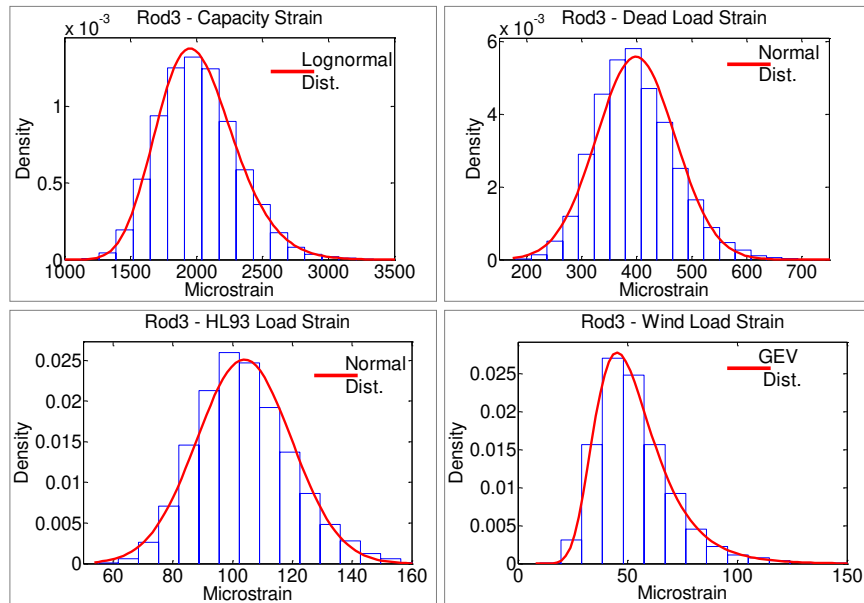 Rod3 - Capacity Strain
x 10^-3
Lognormal
Dist.
Density
1
0.5
0
1000 1500 2000 2500 3000 3500
Microstrain
Rod3 - Dead Load Strain
x 10^-3
Normal
Dist.
Density
6
4
2
0
200 300 400 500 600 700
Microstrain
Rod3 - HL93 Load Strain
Normal
Dist.
Density
0.025
0.02
0.015
0.01
0.005
0
60 80 100 120 140 160
Microstrain
Rod3 - Wind Load Strain
GEV
Dist.
Density
0.025
0.02
0.015
0.01
0.005
0
0 50 100 150
Microstrain